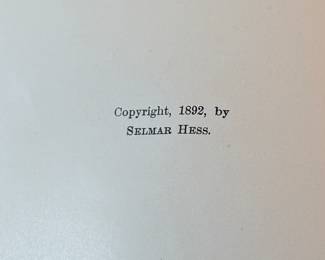 Copyright, 1892, by
Selmar Hess.